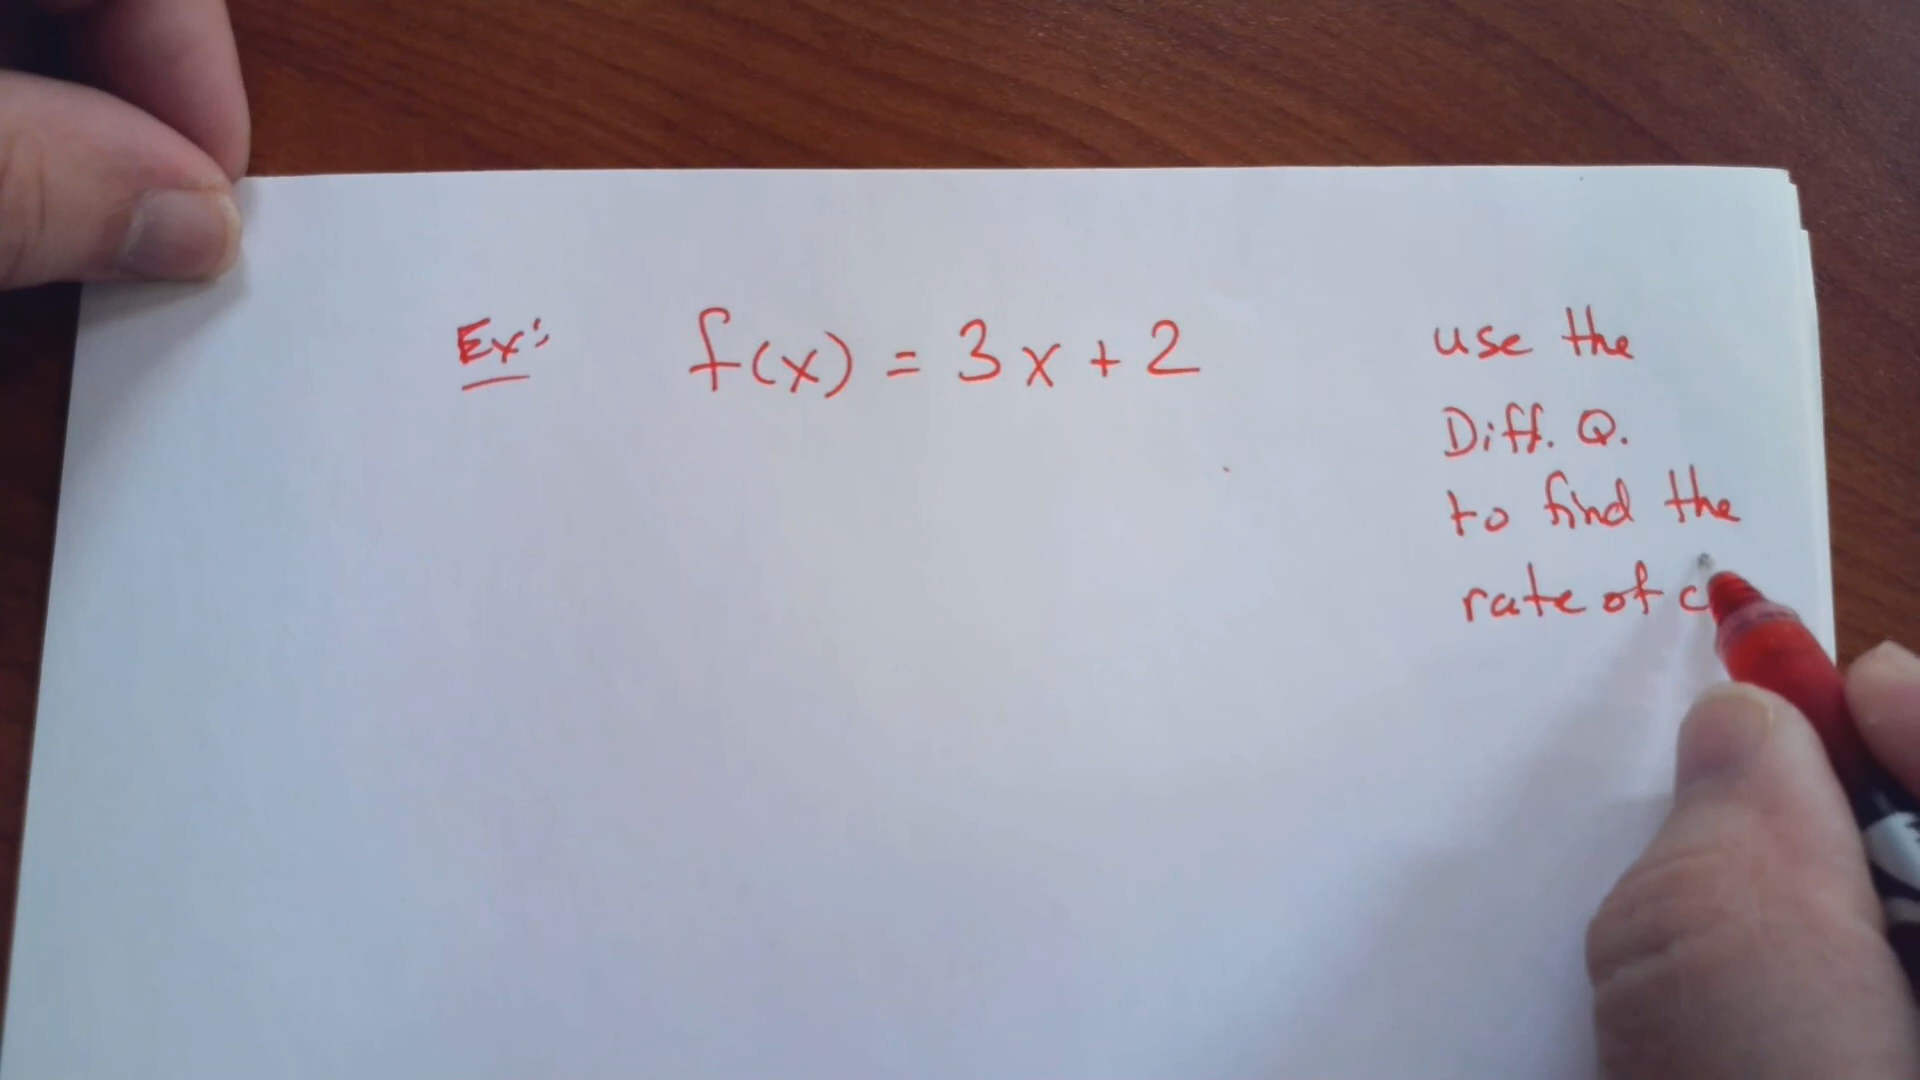 Ex: f(x) = 3x + 2
use the
Diff. Q.
to find the
rate of c